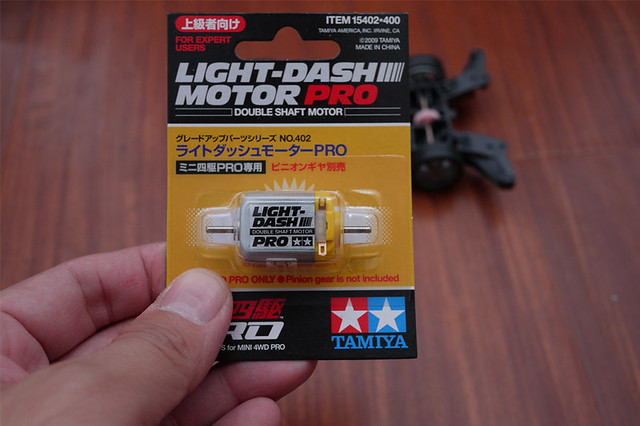 上級者向け
FOR EXPERT
USERS
ITEM 15402•400
TAMIYA AMERICA, INC. IRVINE, CA
©2009 TAMIYA
MADE IN CHINA
LIGHT-DASH
MOTOR PRO
DOUBLE SHAFT MOTOR
グレードアップパーツシリーズ NO.402
ライトダッシュモーターPRO
ミニ四駆PRO専用 ピニオンギヤ別売
LIGHT-
DASH
DOUBLE SHAFT MOTOR
PRO
PRO ONLY ● Pinion gear is not included
四駆
RO
S for MINI 4WD PRO
TAMIYA